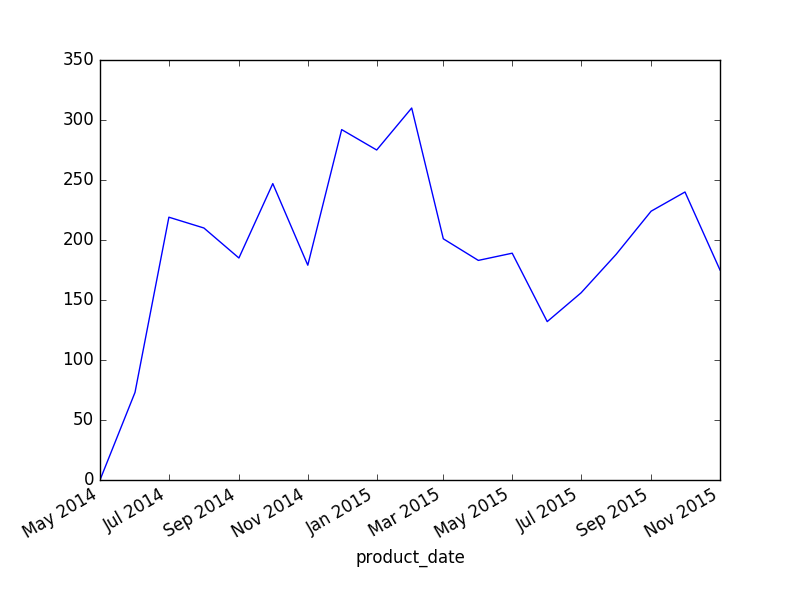 350
300
250
200
150
100
50
0
May 2014
Jul 2014
Sep 2014
Nov 2014
Jan 2015
Mar 2015
May 2015
Jul 2015
Sep 2015
Nov 2015
product_date